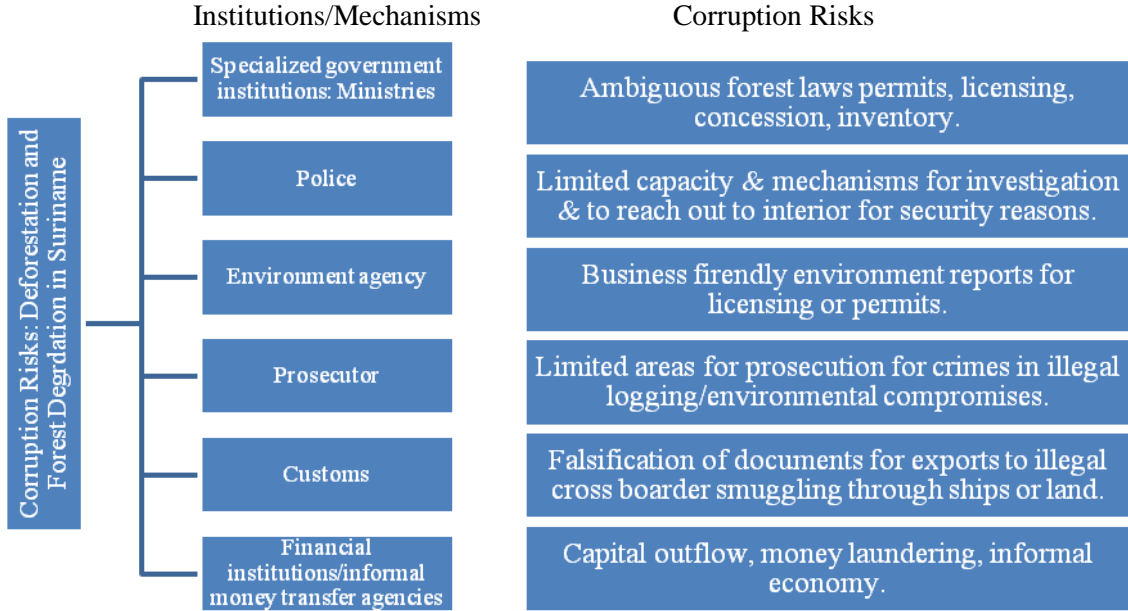 Institutions/Mechanisms
Corruption Risks
Corruption Risks: Deforestation and
Forest Degrdation in Suriname
Specialized government
institutions: Ministries
Ambiguous forest laws permits, licensing,
concession, inventory.
Police
Limited capacity & mechanisms for investigation
& to reach out to interior for security reasons.
Environment agency
Business firendly environment reports for
licensing or permits.
Prosecutor
Limited areas for prosecution for crimes in illegal
logging/environmental compromises.
Customs
Falsification of documents for exports to illegal
cross boarder smuggling through ships or land.
Financial
institutions/informal
money transfer agencies
Capital outflow, money laundering, informal
economy.